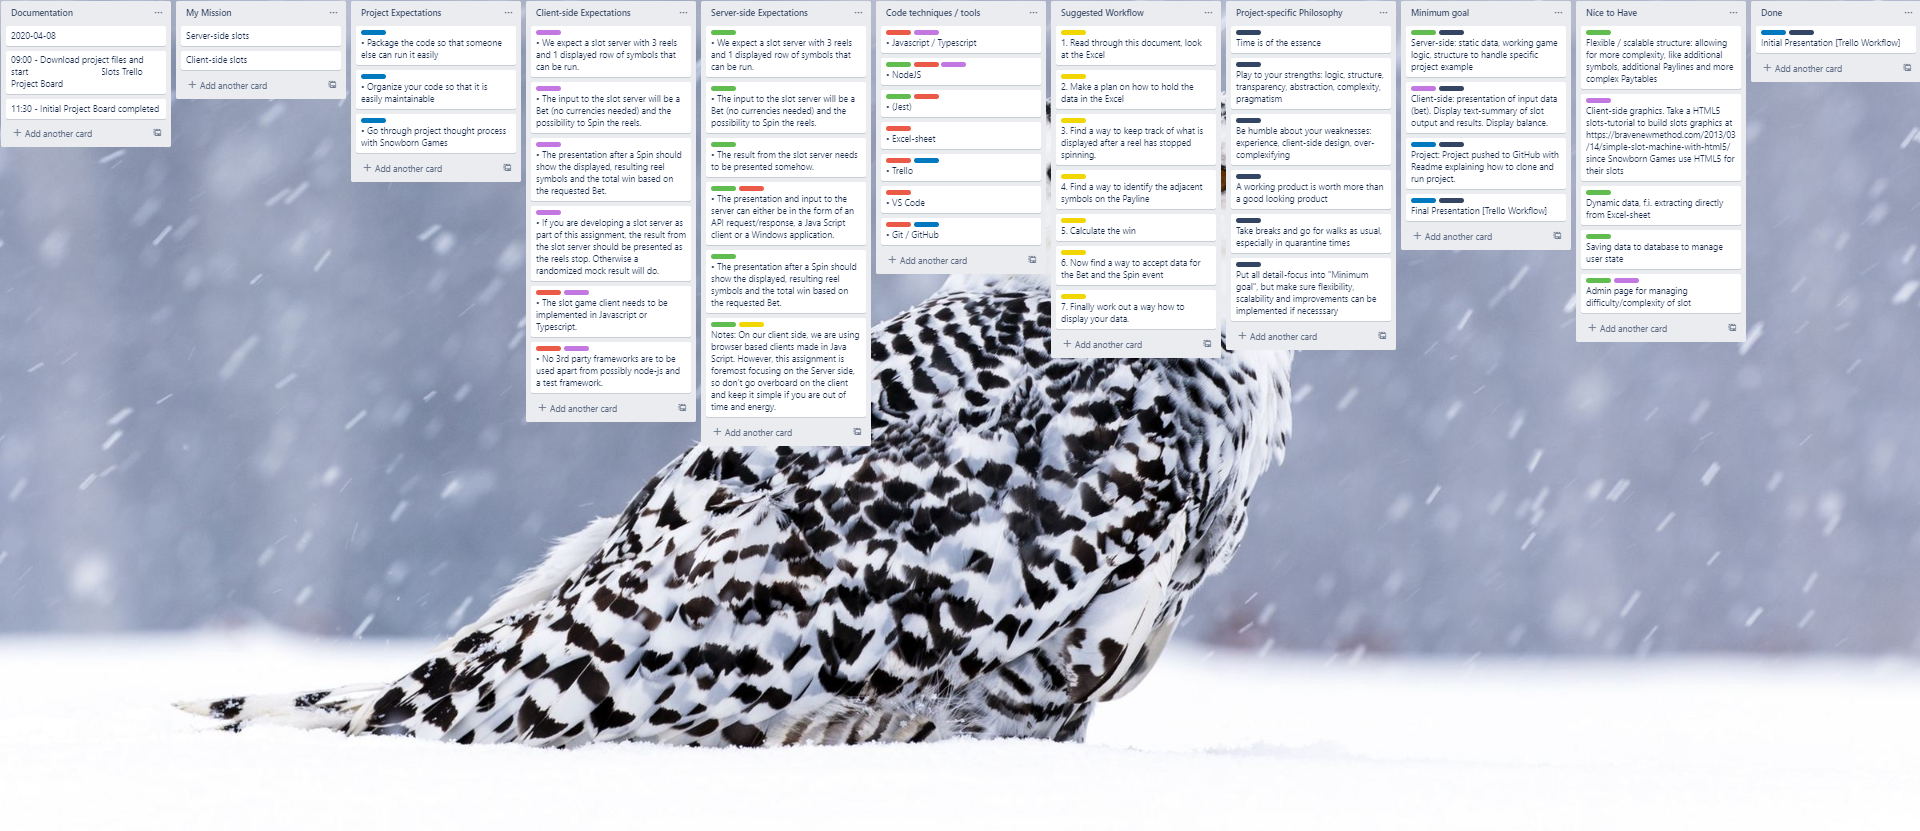 Documentation
2020-04-08
09:00 - Download project files and
start Slots Trello
Project Board
11:30 - Initial Project Board completed
+ Add another card
My Mission
Server-side slots
Client-side slots
+ Add another card
Project Expectations
• Package the code so that someone
else can run it easily
• Organize your code so that it is
easily maintainable
• Go through project thought process
with Snowborn Games
+ Add another card
Client-side Expectations
• We expect a slot server with 3 reels
and 1 displayed row of symbols that
can be run.
• The input to the slot server will be a
Bet (no currencies needed) and the
possibility to Spin the reels.
• The presentation after a Spin should
show the displayed, resulting reel
symbols and the total win based on
the requested Bet.
• If you are developing a slot server as
part of this assignment, the result from
the slot server should be presented as
the reels stop. Otherwise a
randomized mock result will do.
• The slot game client needs to be
implemented in Javascript or
Typescript.
• No 3rd party frameworks are to be
used apart from possibly node-js and
a test framework.
+ Add another card
Server-side Expectations
• We expect a slot server with 3 reels
and 1 displayed row of symbols that
can be run.
• The input to the slot server will be a
Bet (no currencies needed) and the
possibility to Spin the reels.
• The result from the slot server needs
to be presented somehow.
• The presentation and input to the
server can either be in the form of an
API request/response, a Java Script
client or a Windows application.
• The presentation after a Spin should
show the displayed, resulting reel
symbols and the total win based on
the requested Bet.
Notes: On our client side, we are using
browser based clients made in Java
Script. However, this assignment is
foremost focusing on the Server side,
so don't go overboard on the client
and keep it simple if you are out of
time and energy.
+ Add another card
Code techniques / tools
• Javascript / Typescript
• NodeJS
• (Jest)
• Excel-sheet
• Trello
• VS Code
• Git / GitHub
+ Add another card
Suggested Workflow
1. Read through this document, look
at the Excel
2. Make a plan on how to hold the
data in the Excel
3. Find a way to keep track of what is
displayed after a reel has stopped
spinning.
4. Find a way to identify the adjacent
symbols on the Payline
5. Calculate the win
6. Now find a way to accept data for
the Bet and the Spin event
7. Finally work out a way how to
display your data.
+ Add another card
Project-specific Philosophy
Time is of the essence
Play to your strengths: logic, structure,
transparency, abstraction, complexity,
pragmatism
Be humble about your weaknesses:
experience, client-side design, over-
complexifying
A working product is worth more than
a good looking product
Take breaks and go for walks as usual,
especially in quarantine times
Put all detail-focus into "Minimum
goal", but make sure flexibility,
scalability and improvements can be
implemented if necesssary
+ Add another card
Minimum goal
Server-side: static data, working game
logic, structure to handle specific
project example
Client-side: presentation of input data
(bet). Display text-summary of slot
output and results. Display balance.
Project: Project pushed to GitHub with
Readme explaining how to clone and
run project.
Final Presentation [Trello Workflow]
+ Add another card
Nice to Have
Flexible / scalable structure: allowing
for more complexity, like additional
symbols, additional Paylines and more
complex Paytables
Client-side graphics. Take a HTML5
slots-tutorial to build slots graphics at
https://bravenewmethod.com/2013/03
/14/simple-slot-machine-with-html5/
since Snowborn Games use HTML5 for
their slots
Dynamic data, f.i. extracting directly
from Excel-sheet
Saving data to database to manage
user state
Admin page for managing
difficulty/complexity of slot
+ Add another card
Done
Initial Presentation [Trello Workflow]
+ Add another card